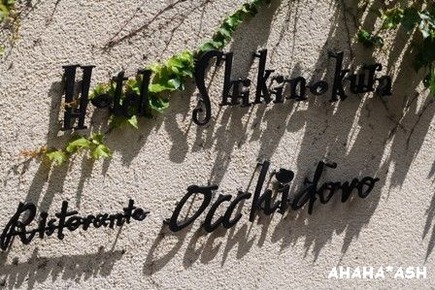 Hotel Shikinokura
Ristorante Occhidoro
AHAHA*ASH